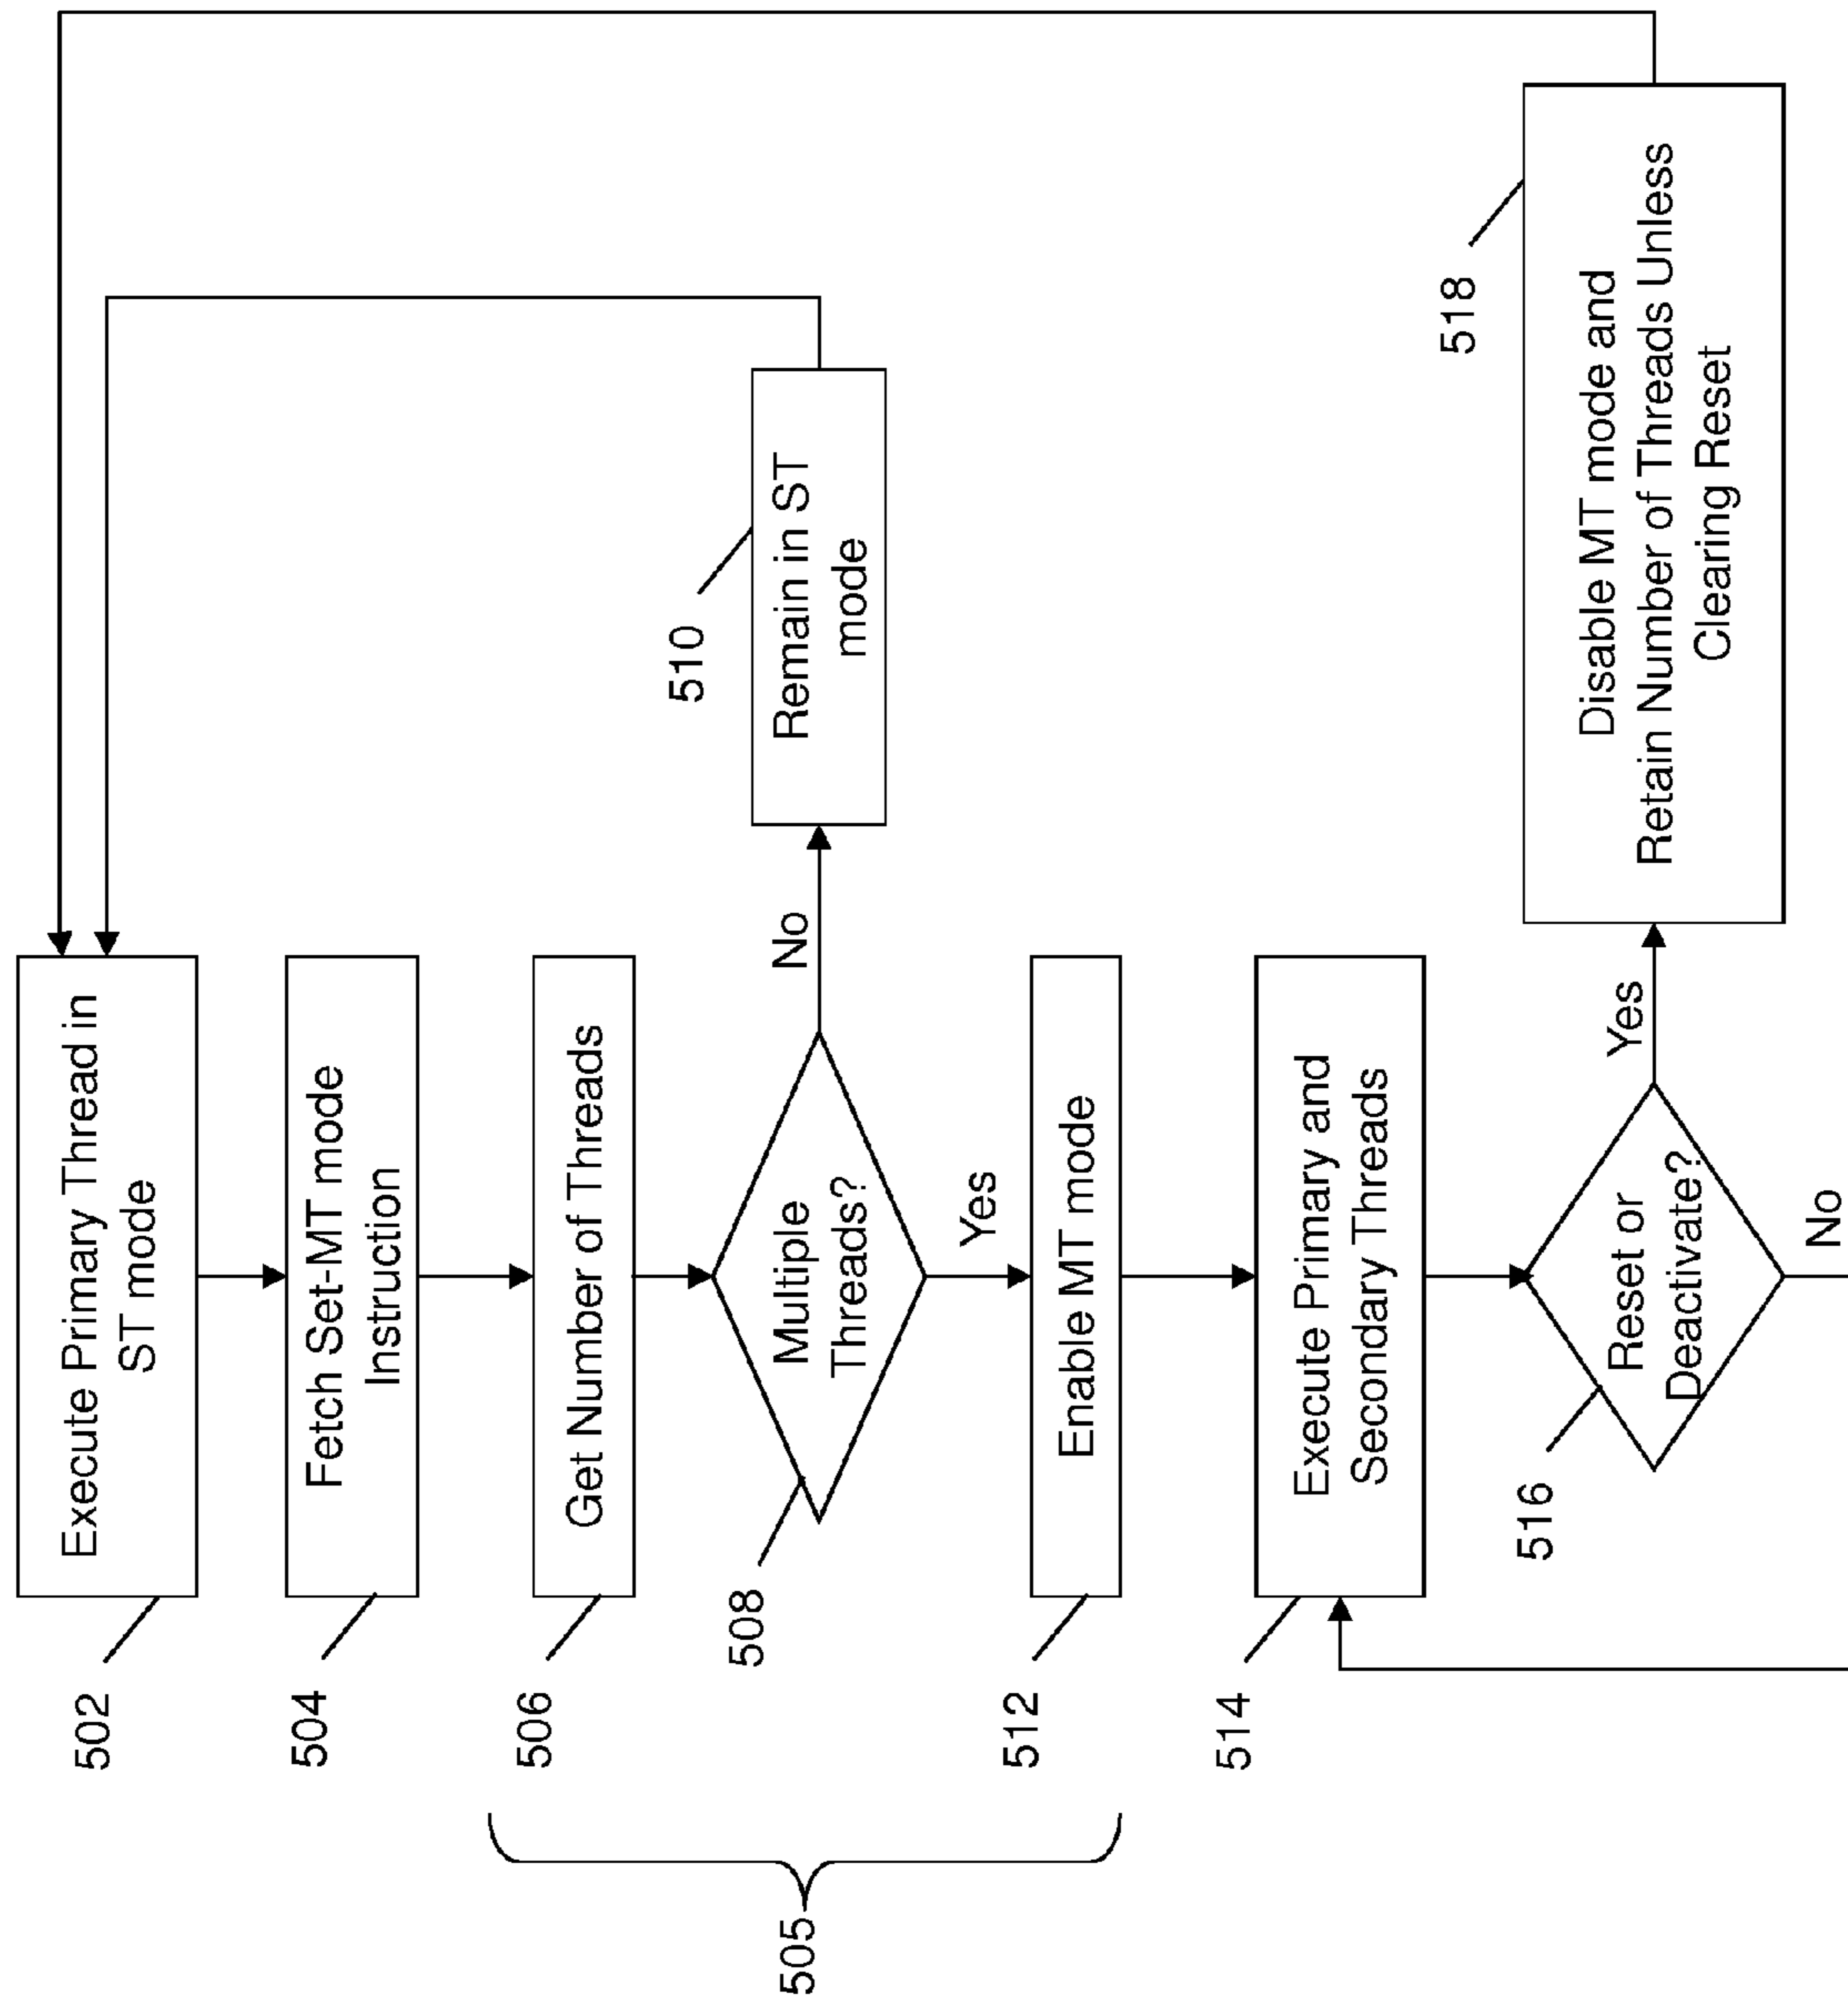 502
Execute Primary Thread in
ST mode
504
Fetch Set-MT mode
Instruction
505
506
Get Number of Threads
508
Multiple
Threads?
No
510
Remain in ST
mode
Yes
512
Enable MT mode
514
Execute Primary and
Secondary Threads
516
Reset or
Deactivate?
Yes
518
Disable MT mode and
Retain Number of Threads Unless
Clearing Reset
No